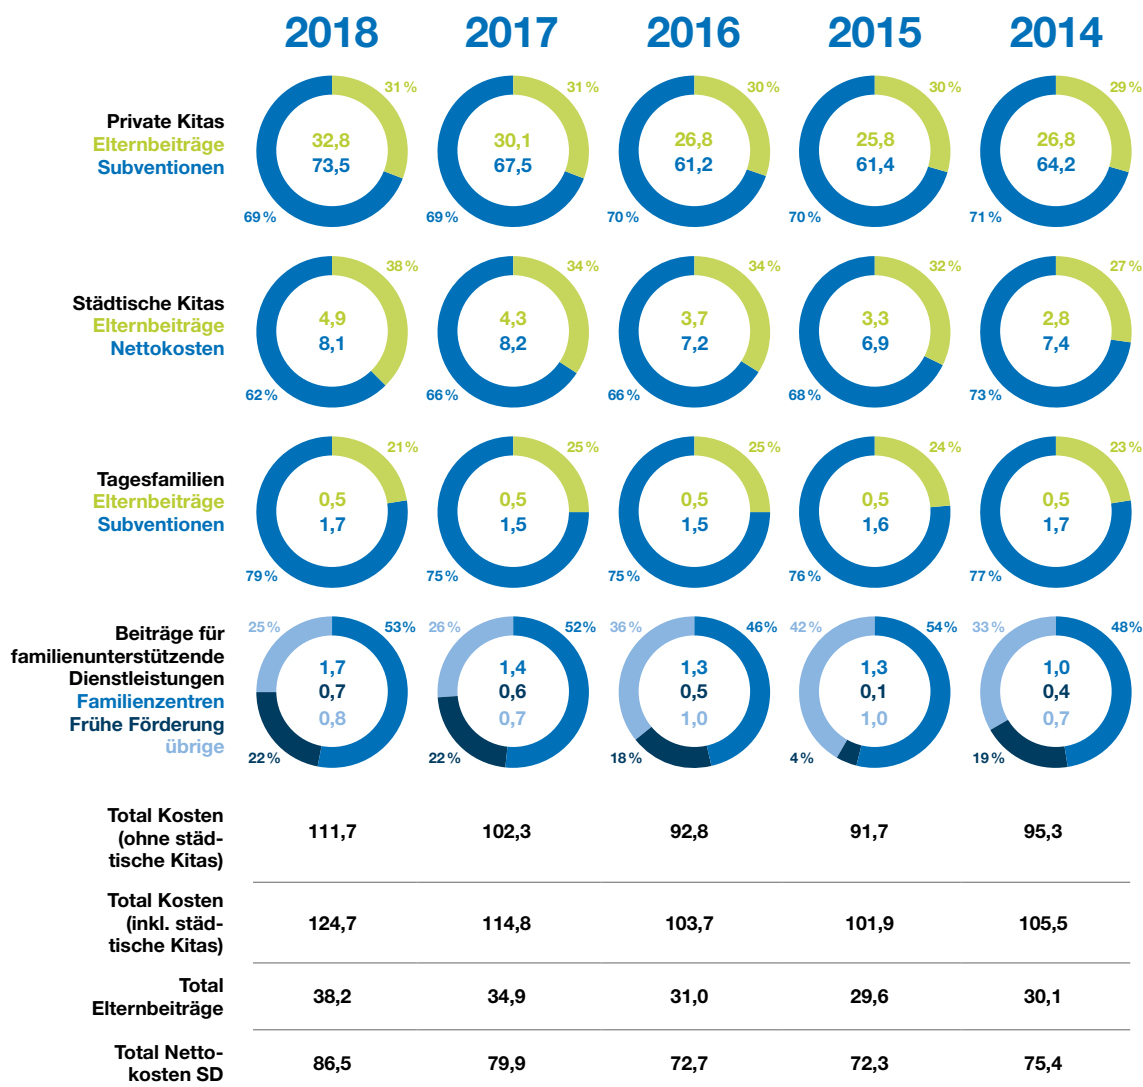 2018 2017 2016 2015 2014
31 % 31 % 30 % 30 % 29 %
Private Kitas
Elternbeiträge 32,8 30,1 26,8 25,8 26,8
Subventionen 73,5 67,5 61,2 61,4 64,2
69 % 69 % 70 % 70 % 71 %
38 % 34 % 34 % 32 % 27 %
Städtische Kitas
Elternbeiträge 4,9 4,3 3,7 3,3 2,8
Nettokosten 8,1 8,2 7,2 6,9 7,4
62 % 66 % 66 % 68 % 73 %
21 % 25 % 25 % 24 % 23 %
Tagesfamilien
Elternbeiträge 0,5 0,5 0,5 0,5 0,5
Subventionen 1,7 1,5 1,5 1,6 1,7
79 % 75 % 75 % 76 % 77 %
25 % 53 % 26 % 52 % 36 % 46 % 42 % 54 % 33 % 48 %
Beiträge für
familienunterstützende
Dienstleistungen 1,7 1,4 1,3 1,3 1,0
Familienzentren 0,7 0,6 0,5 0,1 0,4
Frühe Förderung 0,8 0,7 1,0 1,0 0,7
übrige
22 % 22 % 18 % 4 % 19 %
Total Kosten
(ohne städ- 111,7 102,3 92,8 91,7 95,3
tische Kitas)
Total Kosten
(inkl. städ- 124,7 114,8 103,7 101,9 105,5
tische Kitas)
Total
Elternbeiträge 38,2 34,9 31,0 29,6 30,1
Total Netto-
kosten SD 86,5 79,9 72,7 72,3 75,4